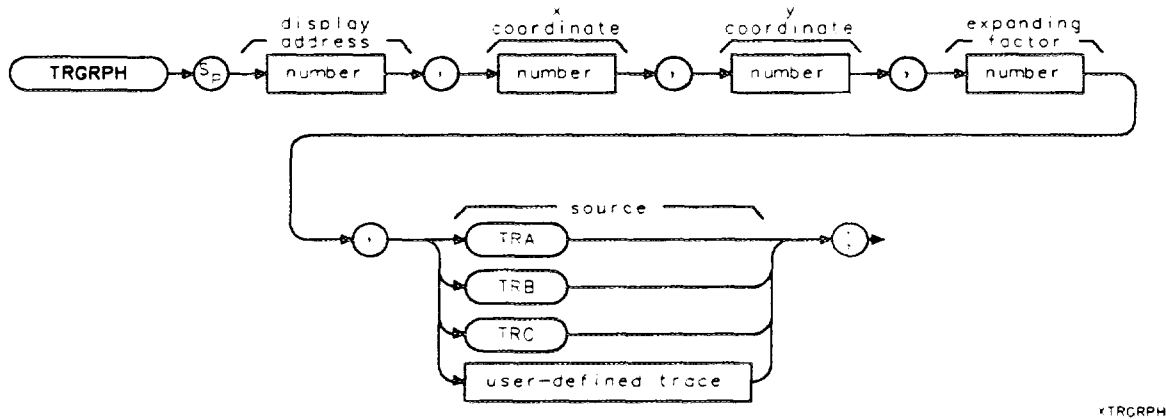 display address
x coordinate
y coordinate
expanding factor
TRGRPH
SP
number
,
number
,
number
,
number
source
,
TRA
;
TRB
TRC
user-defined trace
xTRGRPH